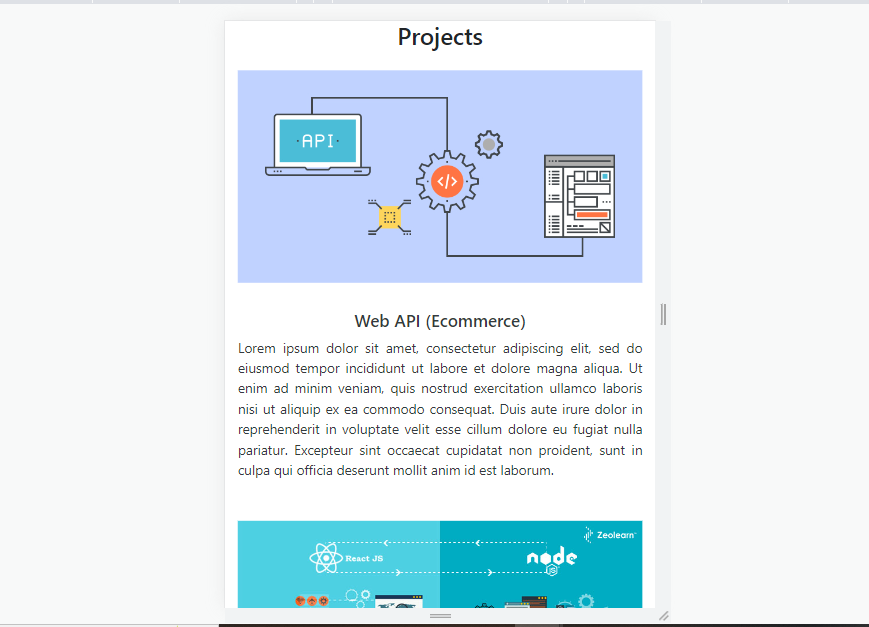 Projects
API
</>
Web API (Ecommerce)
Lorem ipsum dolor sit amet, consectetur adipiscing elit, sed do
eiusmod tempor incididunt ut labore et dolore magna aliqua. Ut
enim ad minim veniam, quis nostrud exercitation ullamco laboris
nisi ut aliquip ex ea commodo consequat. Duis aute irure dolor in
reprehenderit in voluptate velit esse cillum dolore eu fugiat nulla
pariatur. Excepteur sint occaecat cupidatat non proident, sunt in
culpa qui officia deserunt mollit anim id est laborum.
Zeolearn
React JS
node
JS